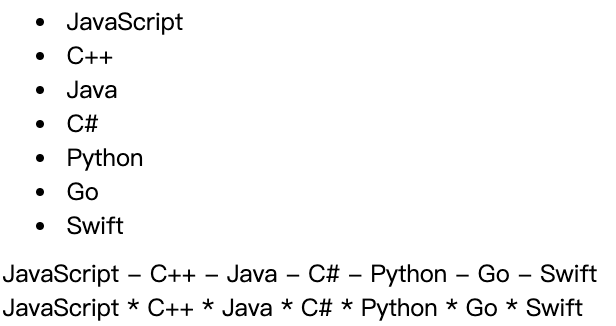 • JavaScript
• C++
• Java
• C#
• Python
• Go
• Swift
JavaScript – C++ – Java – C# – Python – Go – Swift
JavaScript * C++ * Java * C# * Python * Go * Swift